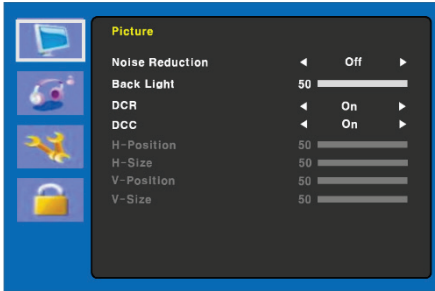 Picture
Noise Reduction ◀ Off ▶
Back Light 50
DCR ◀ On ▶
DCC ◀ On ▶
H-Position 50
H-Size 50
V-Position 50
V-Size 50